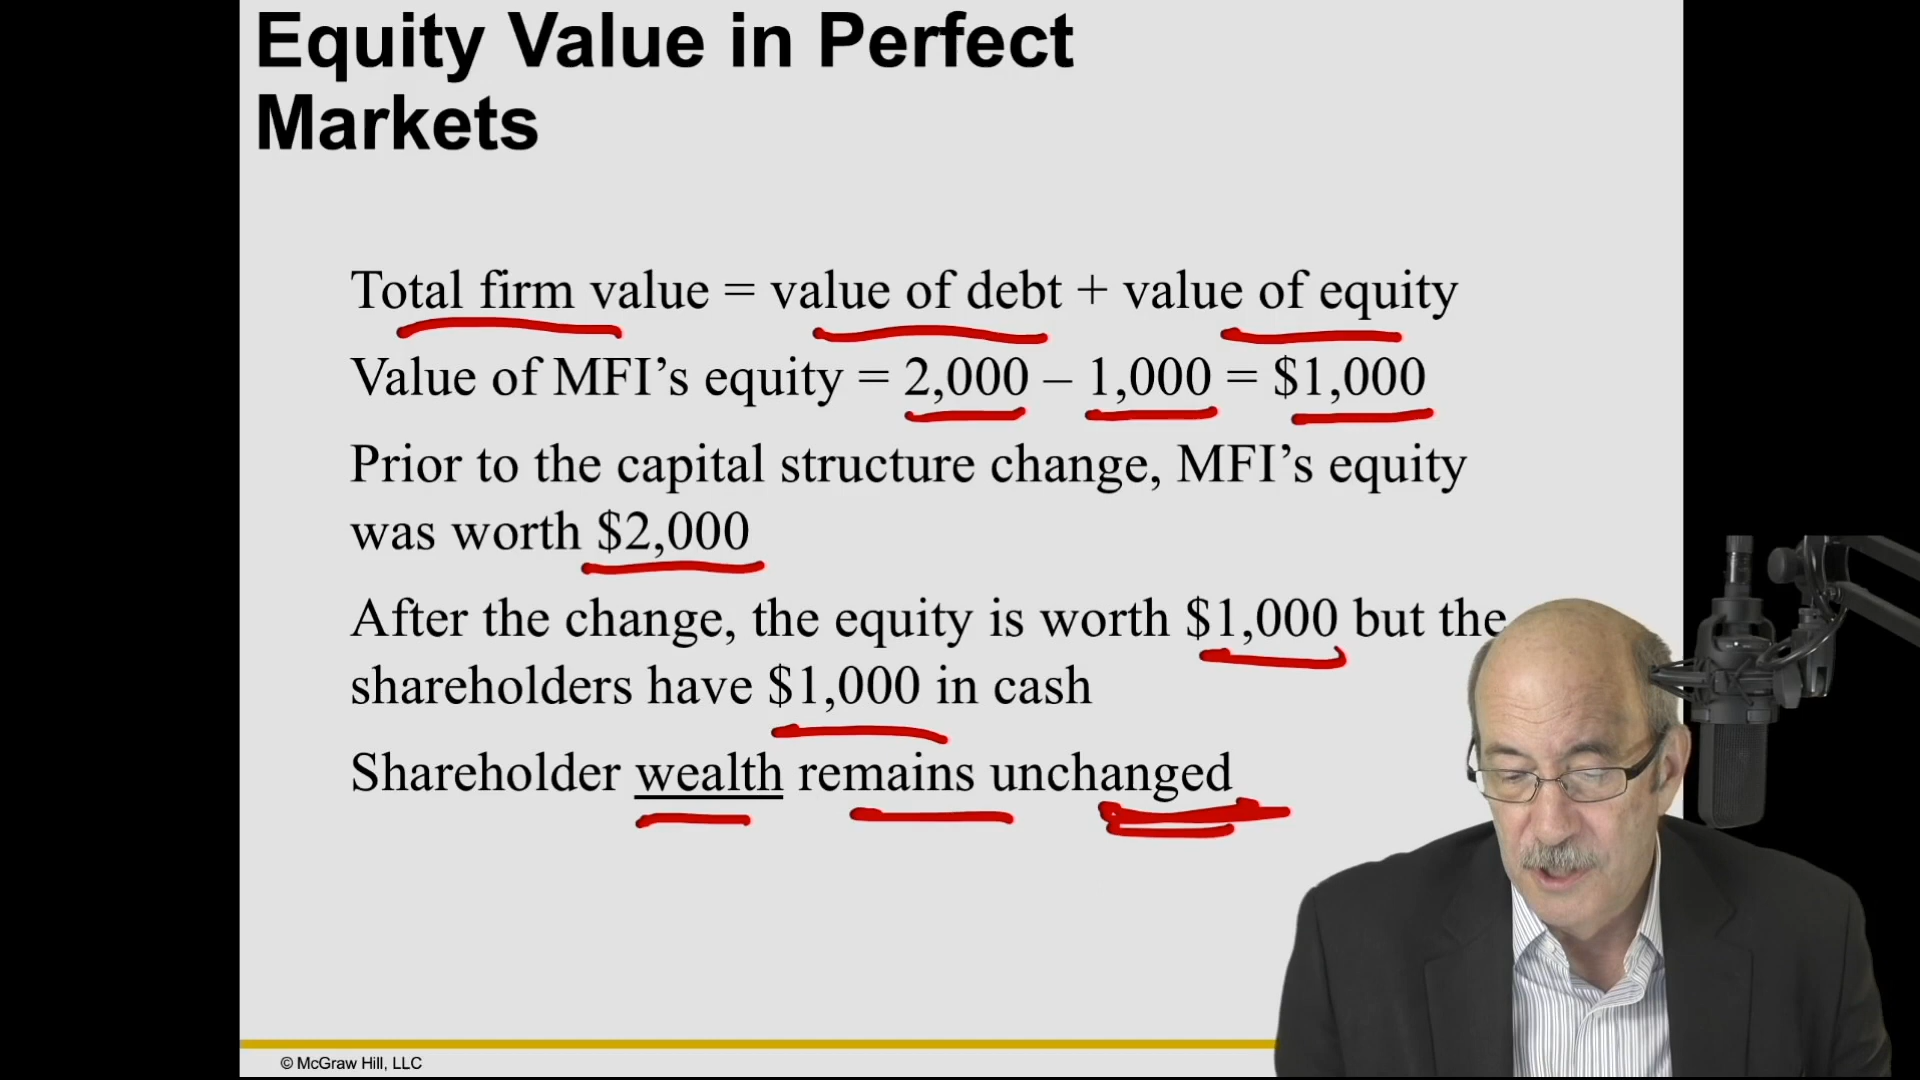 Equity Value in Perfect
Markets
Total firm value = value of debt + value of equity
Value of MFI’s equity = 2,000 – 1,000 = $1,000
Prior to the capital structure change, MFI’s equity
was worth $2,000
After the change, the equity is worth $1,000 but the
shareholders have $1,000 in cash
Shareholder wealth remains unchanged
© McGraw Hill, LLC